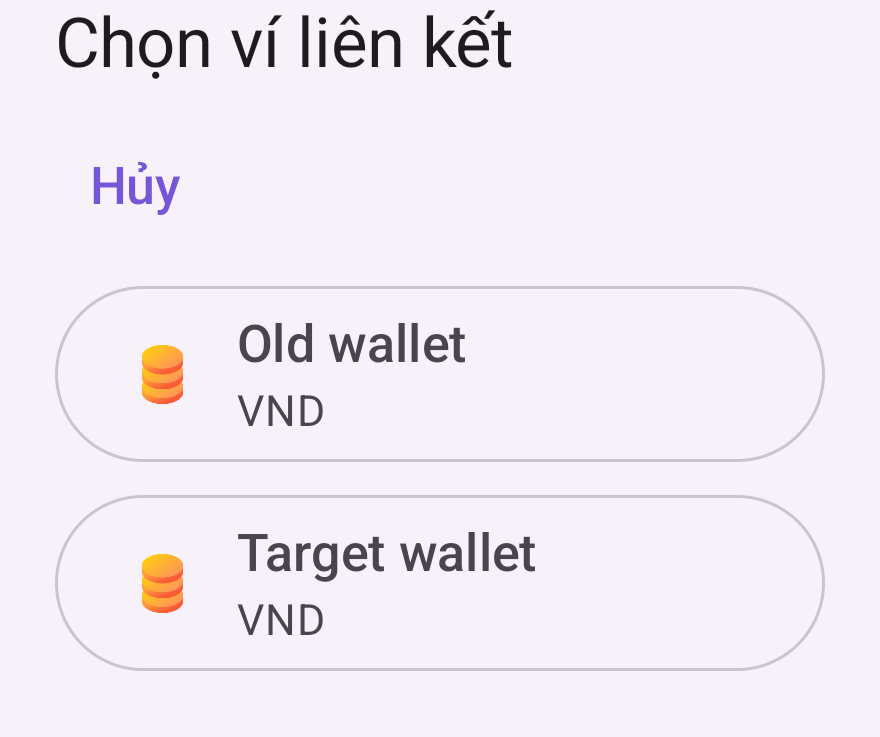 Chọn ví liên kết
Hủy
Old wallet
VND
Target wallet
VND